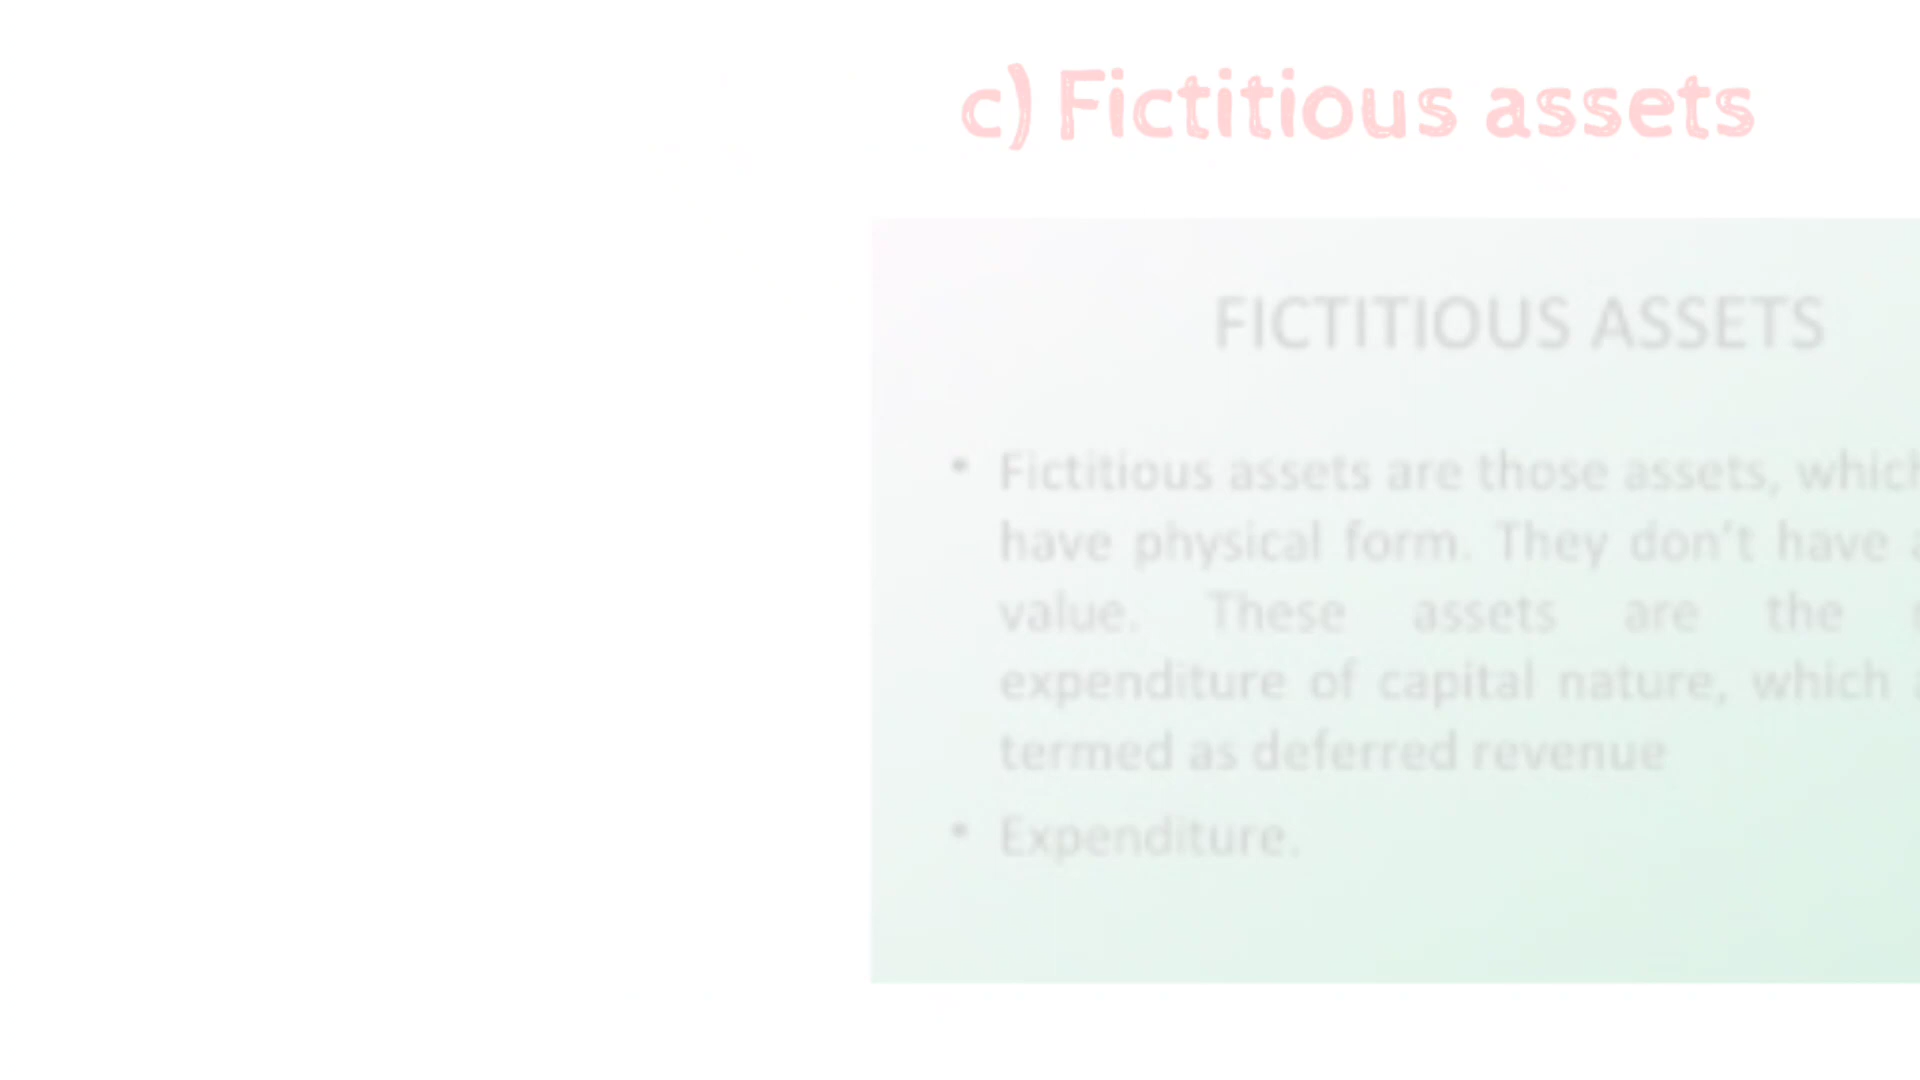 c) Fictitious assets
FICTITIOUS ASSETS
• Fictitious assets are those assets, which
have physical form. They don't have
value. These assets are the
expenditure of capital nature, which
termed as deferred revenue
• Expenditure.